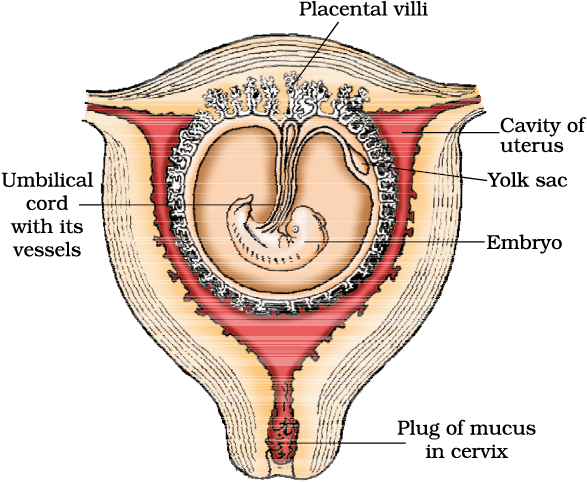 Placental villi
Cavity of
uterus
Yolk sac
Umbilical
cord
with its
vessels
Embryo
Plug of mucus
in cervix